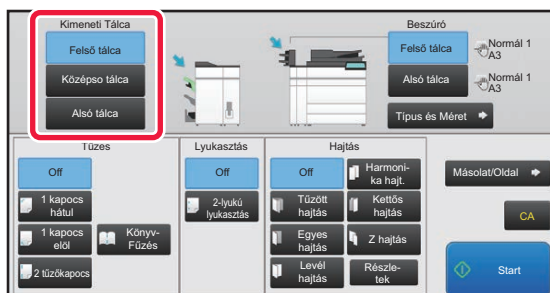 Kimeneti Tálca
Felső tálca
Középso tálca
Alsó tálca
Beszúró
Felső tálca
Normál 1
A3
Alsó tálca
Normál 1
A3
Típus és Méret
Tűzés
Off
1 kapocs
hátul
1 kapocs
elöl
Könyv-
Fűzés
2 tűzőkapocs
Lyukasztás
Off
2-lyukú
lyukasztás
Hajtás
Off
Harmoni-
ka hajt.
Tűzött
hajtás
Kettős
hajtás
Egyes
hajtás
Z hajtás
Levél
hajtás
Részle-
tek
Másolat/Oldal
CA
Start